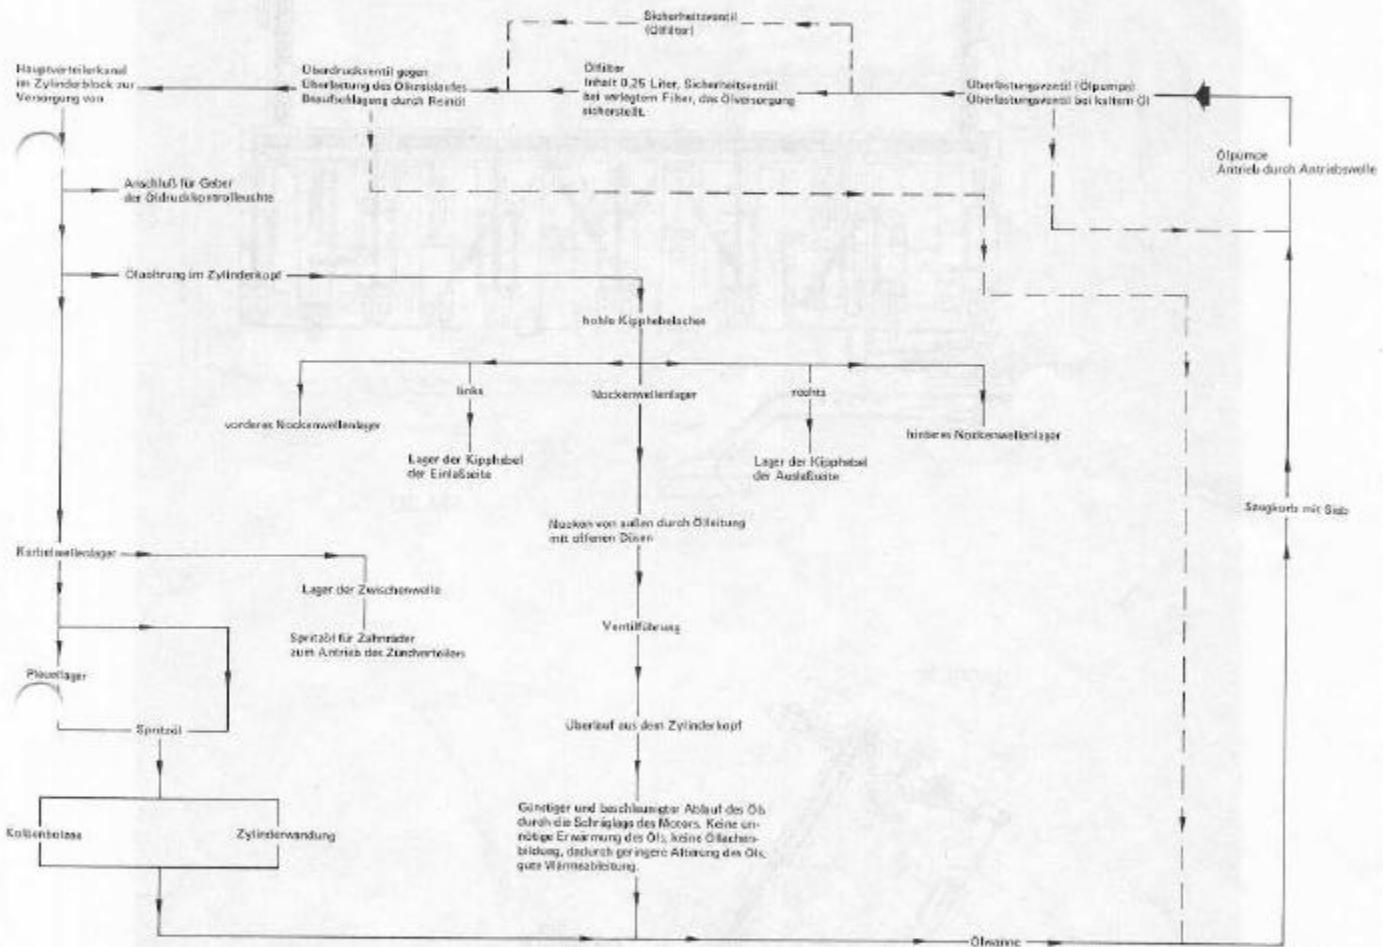 Sicherheitsventil
(Ölfilter)
Hauptverteilerkanal
im Zylinderblock zur
Versorgung von
Überdruckventil gegen
Überlastung des Ölkreislaufes
Beaufschlagung durch Reinöl
Ölfilter
Inhalt 0,25 Liter, Sicherheitsventil
bei verlegtem Filter, das Ölversorgung
sicherstellt.
Überlastungsventil (Ölpumpe)
Überlastungsventil bei kaltem Öl
Ölpumpe
Antrieb durch Antriebswelle
Anschluß für Geber
der Öldruckkontrolleuchte
Ölbohrung im Zylinderkopf
hohle Kipphebelachse
links
Nockenwellenlager
rechts
vorderes Nockenwellenlager
hinteres Nockenwellenlager
Lager der Kipphebel
der Einlaßseite
Lager der Kipphebel
der Auslaßseite
Saugkorb mit Sieb
Nocken von außen durch Ölleitung
mit offenen Düsen
Kurbelwellenlager
Lager der Zwischenwelle
Ventilführung
Spritzöl für Zahnräder
zum Antrieb des Zündverteilers
Pleuellager
Spritzöl
Überlauf aus dem Zylinderkopf
Günstiger und beschleunigter Ablauf des Öls
durch die Schräglage des Motors. Keine un-
nötige Erwärmung des Öls, keine Öllachen-
bildung, dadurch geringere Alterung des Öls,
gute Wärmeableitung.
Kolbenbolzen
Zylinderwandung
Ölwanne